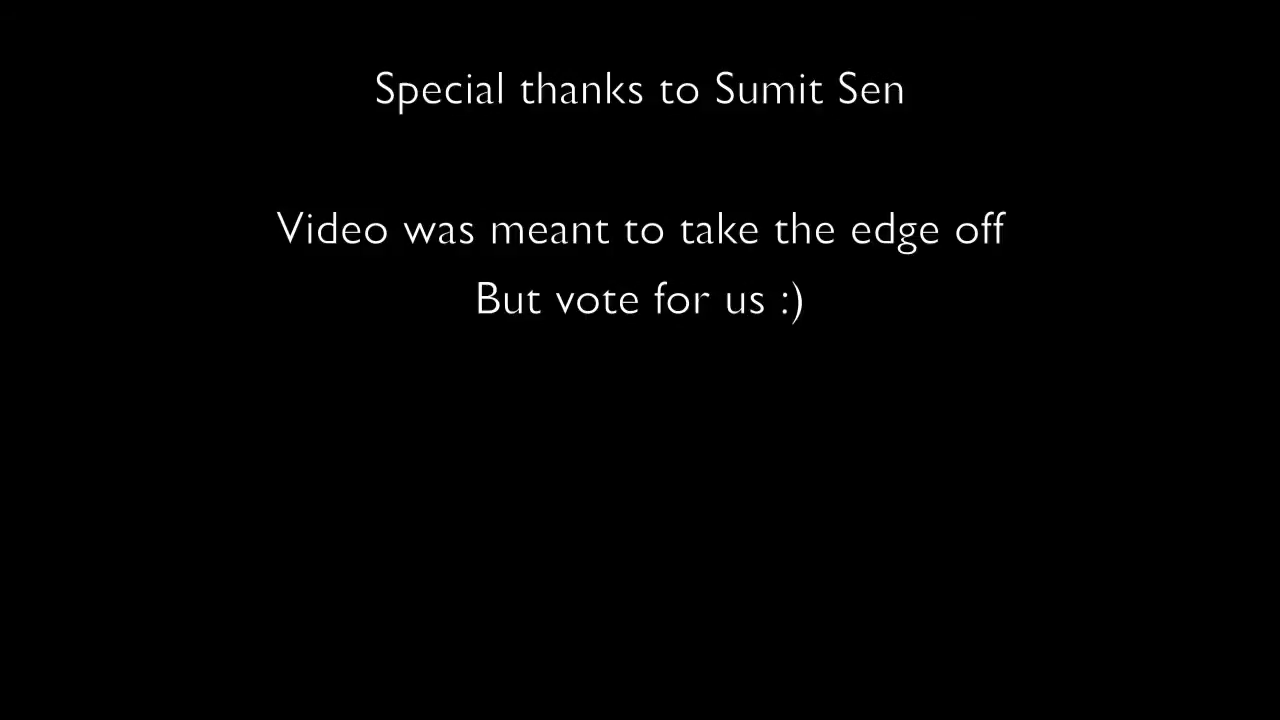 Special thanks to Sumit Sen
Video was meant to take the edge off
But vote for us :)